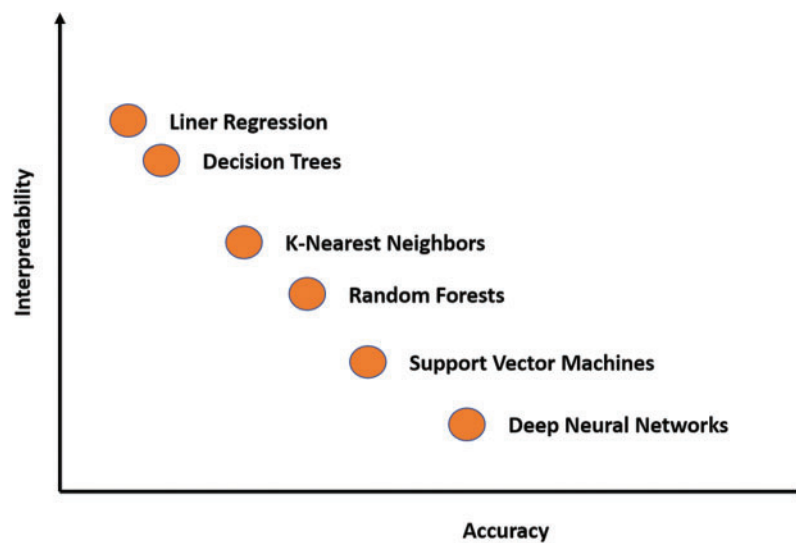 Liner Regression
Decision Trees
K-Nearest Neighbors
Random Forests
Support Vector Machines
Deep Neural Networks
Interpretability
Accuracy